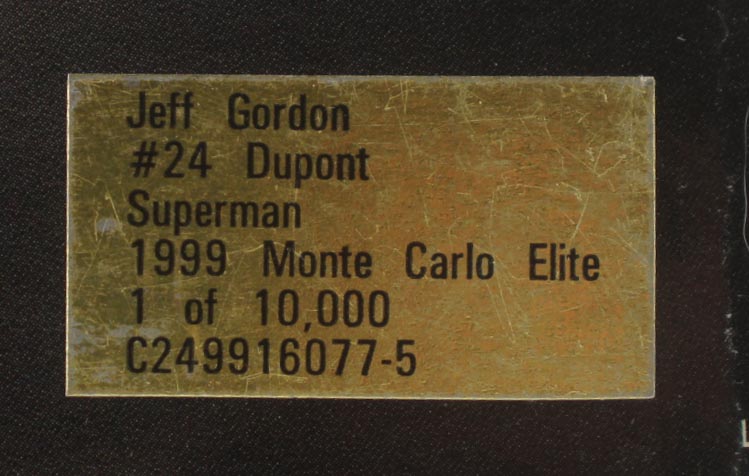 Jeff Gordon
#24 Dupont
Superman
1999 Monte Carlo Elite
1 of 10,000
C249916077-5